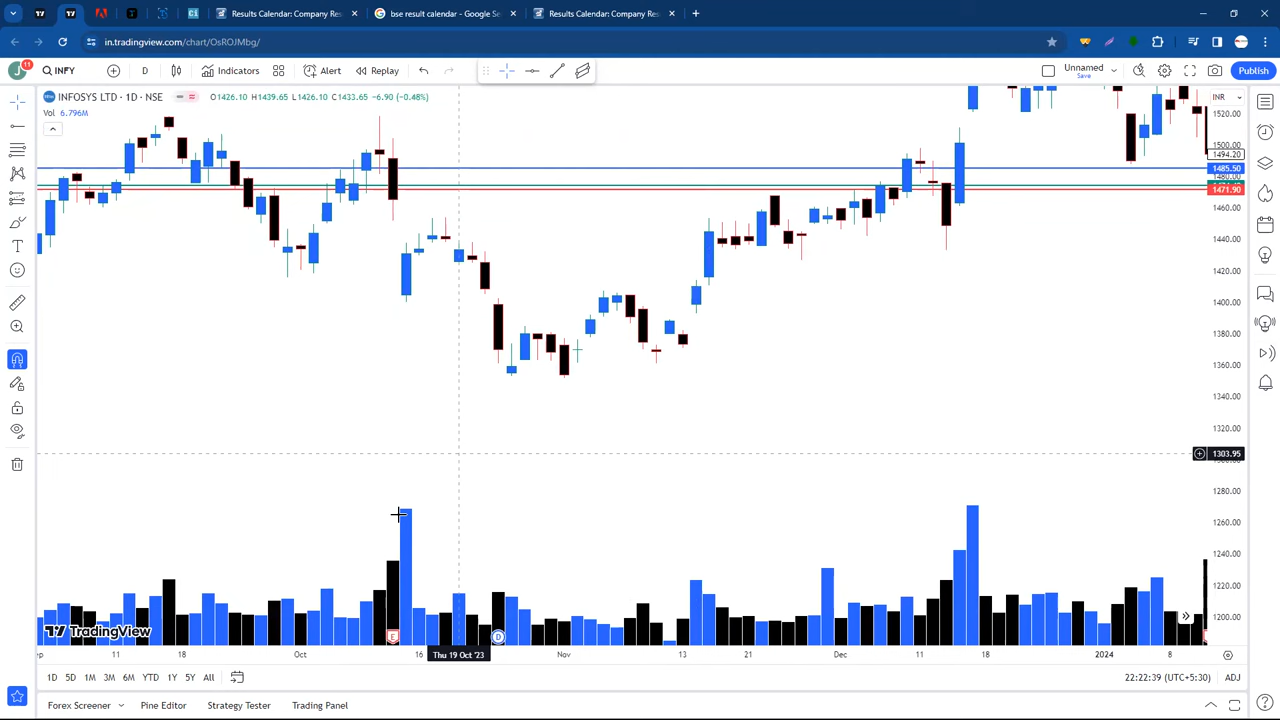 Results Calendar: Company Res
bse result calendar - Google Se
Results Calendar: Company Res
in.tradingview.com/chart/OsROJMbg/
J 11 INFY D Indicators Alert Replay Unnamed Save Publish
INFOSYS LTD · 1D · NSE O1426.10 H1439.65 L1426.10 C1433.65 -6.90 (-0.48%)
INR
Vol 6.796M
1520.00
1500.00
1494.20
1485.50
1480.00
1471.90
1460.00
1440.00
1420.00
1400.00
1380.00
1360.00
1340.00
1320.00
1303.95
1280.00
1260.00
1240.00
1220.00
1200.00
TradingView
E D
11 18 Oct 16 Thu 19 Oct '23 Nov 13 21 Dec 11 18 2024 8
1D 5D 1M 3M 6M YTD 1Y 5Y All 22:22:39 (UTC+5:30) ADJ
Forex Screener Pine Editor Strategy Tester Trading Panel